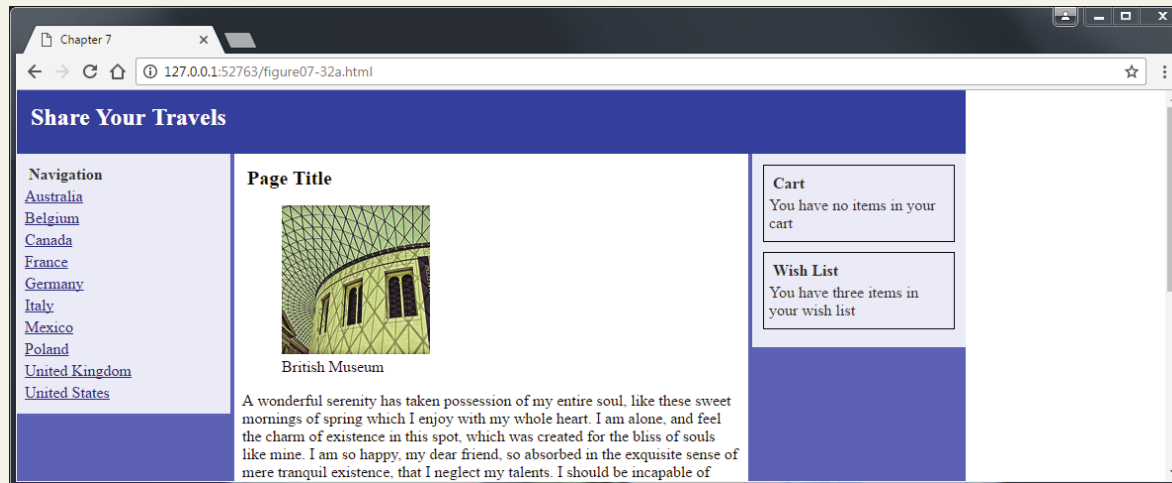 Chapter 7
127.0.0.1:52763/figure07-32a.html
Share Your Travels
Navigation
Australia
Belgium
Canada
France
Germany
Italy
Mexico
Poland
United Kingdom
United States
Page Title
British Museum
A wonderful serenity has taken possession of my entire soul, like these sweet
mornings of spring which I enjoy with my whole heart. I am alone, and feel
the charm of existence in this spot, which was created for the bliss of souls
like mine. I am so happy, my dear friend, so absorbed in the exquisite sense of
mere tranquil existence, that I neglect my talents. I should be incapable of
Cart
You have no items in your
cart
Wish List
You have three items in
your wish list